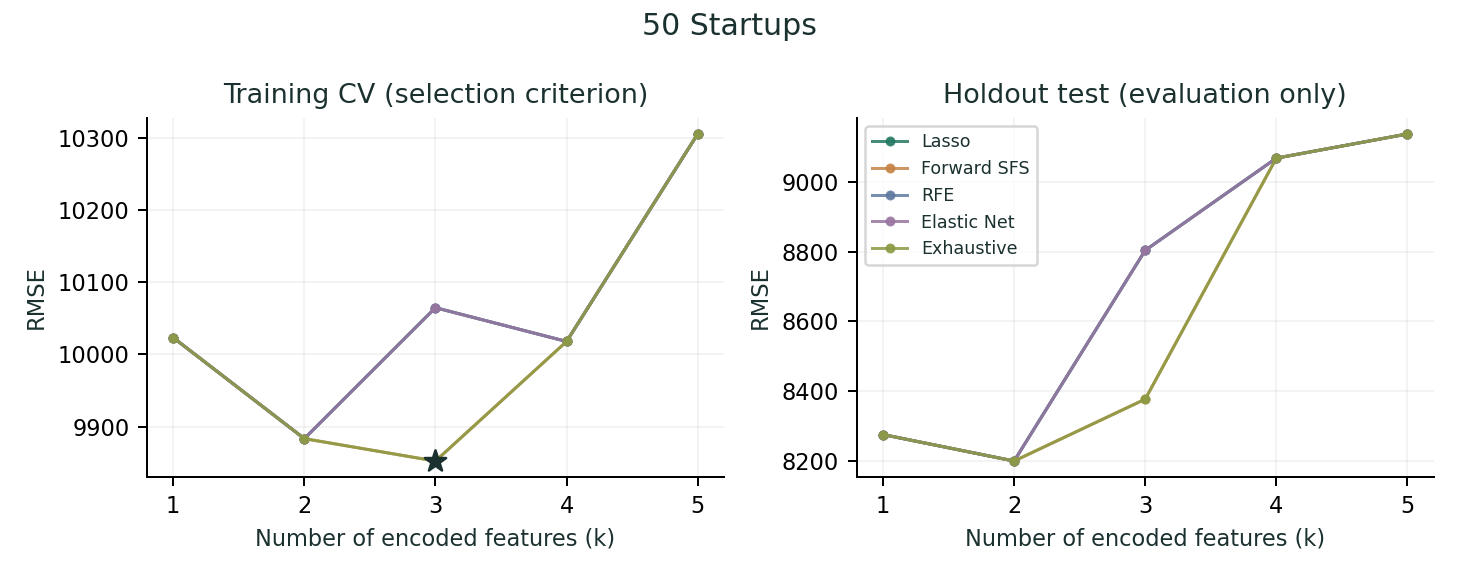 50 Startups
Training CV (selection criterion)
RMSE
10300
10200
10100
10000
9900
1 2 3 4 5
Number of encoded features (k)
Holdout test (evaluation only)
RMSE
9000
8800
8600
8400
8200
Lasso
Forward SFS
RFE
Elastic Net
Exhaustive
1 2 3 4 5
Number of encoded features (k)